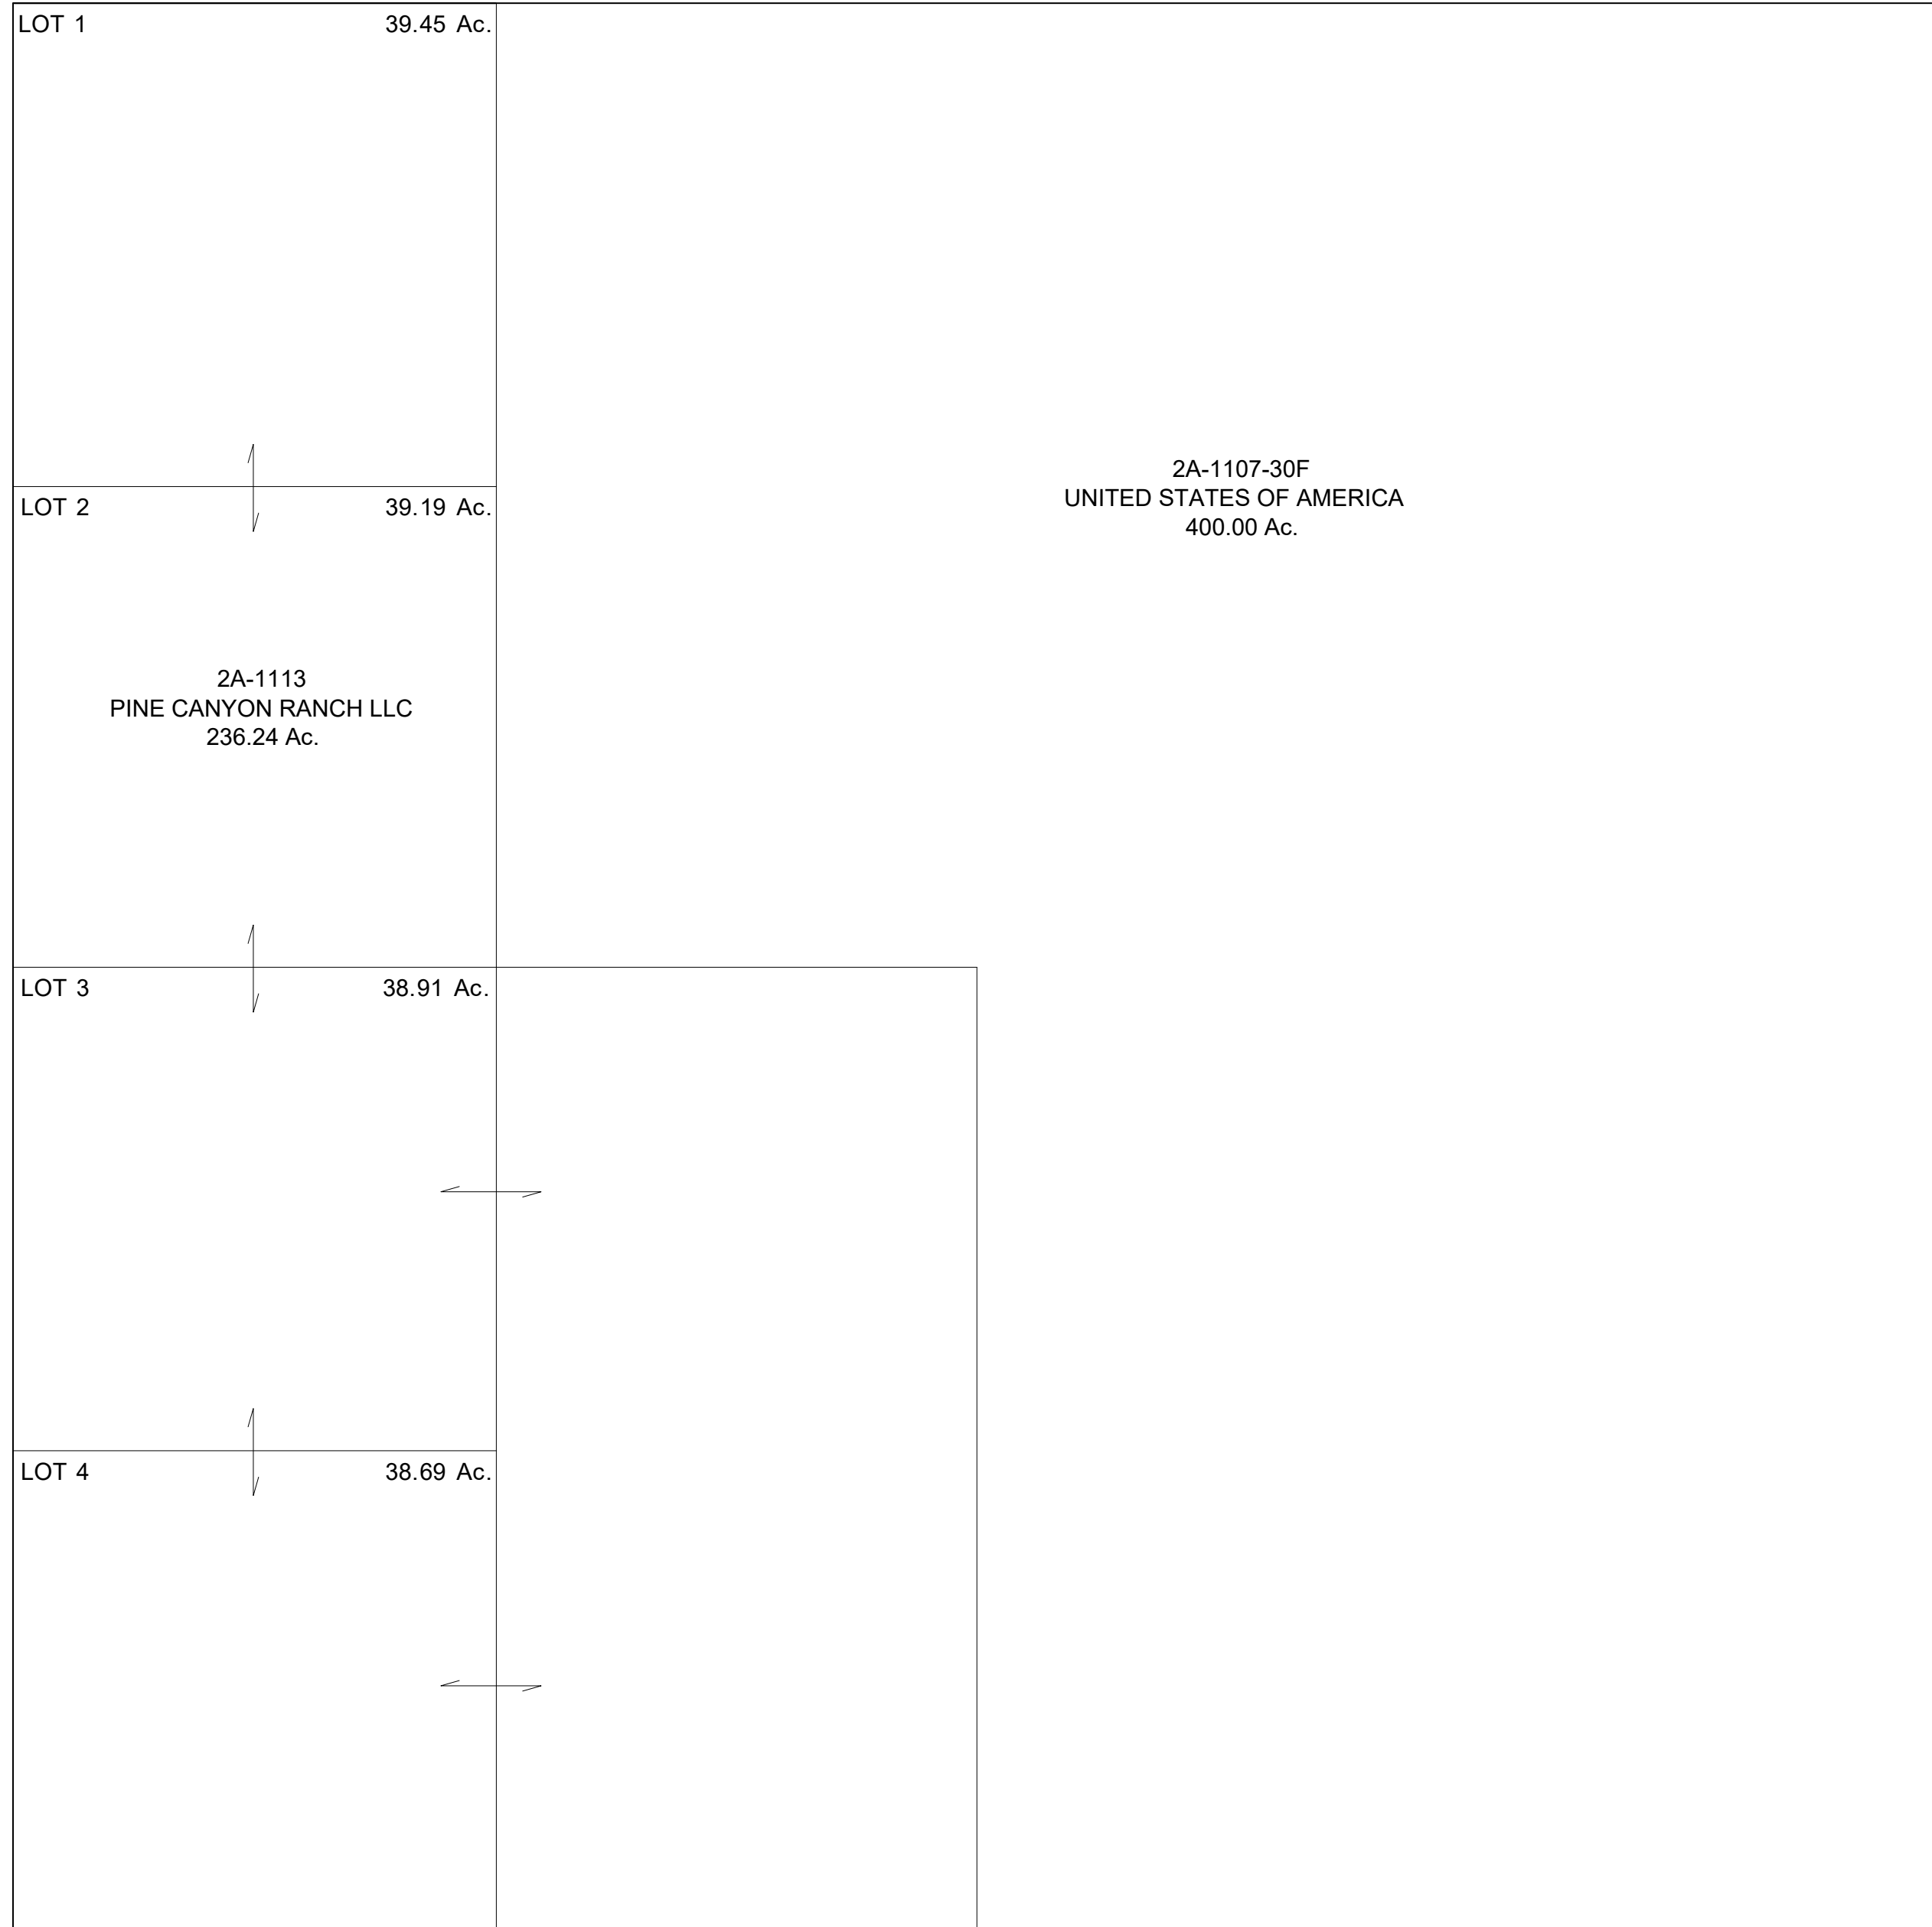 LOT 1 39.45 Ac.
2A-1107-30F
UNITED STATES OF AMERICA
400.00 Ac.
LOT 2 39.19 Ac.
2A-1113
PINE CANYON RANCH LLC
236.24 Ac.
LOT 3 38.91 Ac.
LOT 4 38.69 Ac.